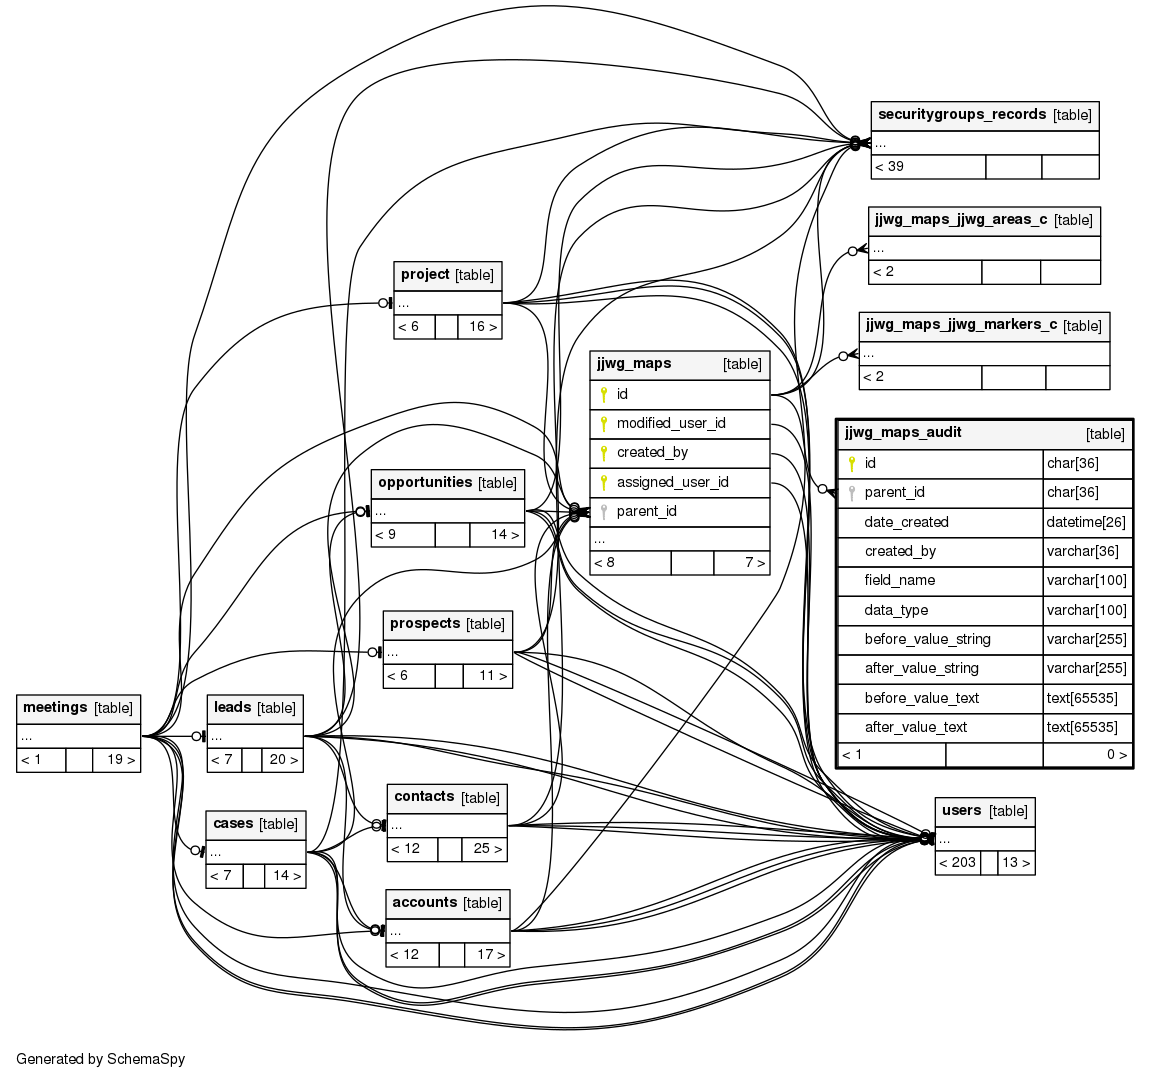 securitygroups_records [table]
...
< 39
jjwg_maps_jjwg_areas_c [table]
...
< 2
jjwg_maps_jjwg_markers_c [table]
...
< 2
project [table]
...
< 6 16 >
jjwg_maps [table]
id
modified_user_id
created_by
assigned_user_id
parent_id
...
< 8 7 >
jjwg_maps_audit [table]
id char[36]
parent_id char[36]
date_created datetime[26]
created_by varchar[36]
field_name varchar[100]
data_type varchar[100]
before_value_string varchar[255]
after_value_string varchar[255]
before_value_text text[65535]
after_value_text text[65535]
< 1 0 >
opportunities [table]
...
< 9 14 >
prospects [table]
...
< 6 11 >
meetings [table]
...
< 1 19 >
leads [table]
...
< 7 20 >
contacts [table]
...
< 12 25 >
cases [table]
...
< 7 14 >
accounts [table]
...
< 12 17 >
users [table]
...
< 203 13 >
Generated by SchemaSpy